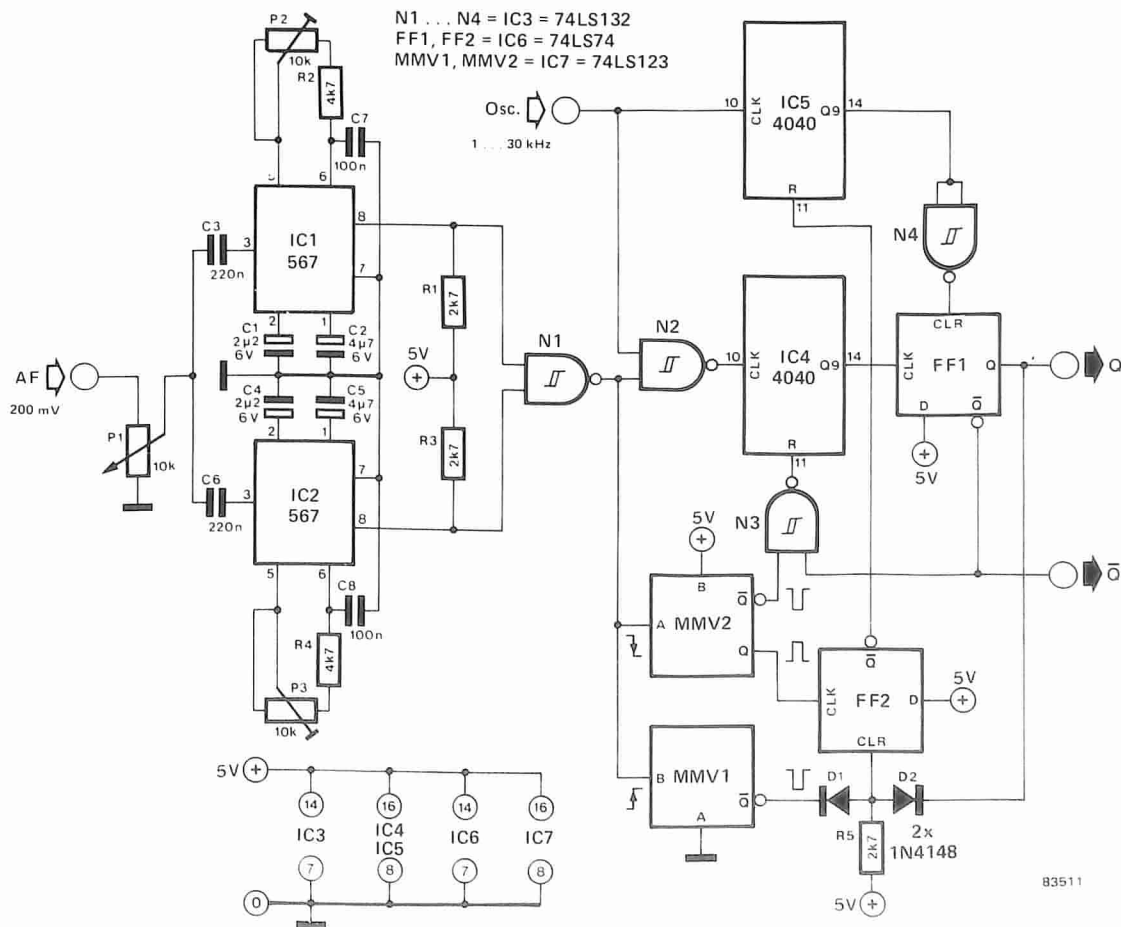 N1 . . . N4 = IC3 = 74LS132
FF1, FF2 = IC6 = 74LS74
MMV1, MMV2 = IC7 = 74LS123
P2
10k
R2
4k7
C7
100n
6
Osc.
1 . . . 30 kHz
10
CLK
IC5
4040
Q9
14
R
11
N4
C3
220n
3
IC1
567
8
7
2
1
C1
2µ2
6V
C2
4µ7
6V
R1
2k7
5V
R3
2k7
N1
N2
10
CLK
IC4
4040
Q9
14
R
11
CLR
CLK
FF1
Q
D
Q̅
5V
Q
AF
200 mV
P1
10k
C4
2µ2
6V
C5
4µ7
6V
2
1
C6
220n
3
IC2
567
7
8
5
6
C8
100n
R4
4k7
P3
10k
N3
5V
B
Q̅
A
MMV2
Q
Q̅
Q̅
CLK
FF2
D
5V
CLR
B
MMV1
Q̅
A
D1
D2
R5
2k7
2x
1N4148
5V
5V
14
16
14
16
IC3
IC4
IC5
IC6
IC7
7
8
7
8
0
83511